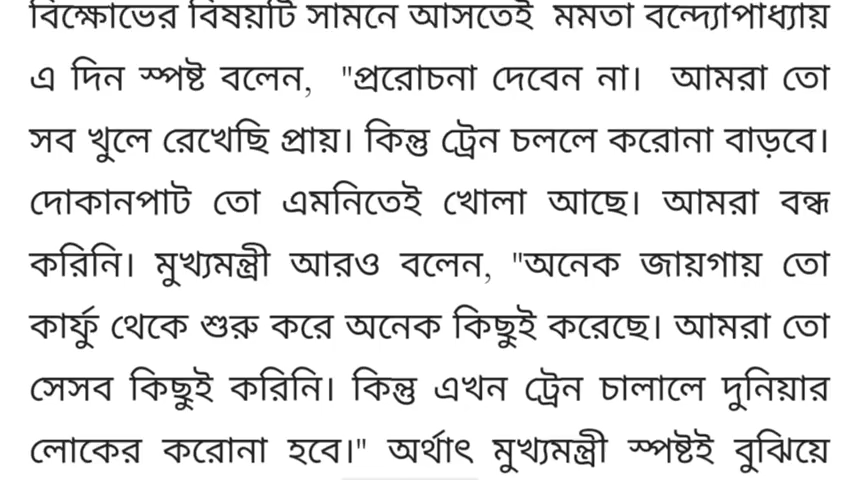 বিক্ষোভের বিষয়টি সামনে আসতেই মমতা বন্দ্যোপাধ্যায়
এ দিন স্পষ্ট বলেন, "প্ররোচনা দেবেন না। আমরা তো
সব খুলে রেখেছি প্রায়। কিন্তু ট্রেন চললে করোনা বাড়বে।
দোকানপাট তো এমনিতেই খোলা আছে। আমরা বন্ধ
করিনি। মুখ্যমন্ত্রী আরও বলেন, "অনেক জায়গায় তো
কার্ফু থেকে শুরু করে অনেক কিছুই করেছে। আমরা তো
সেসব কিছুই করিনি। কিন্তু এখন ট্রেন চালালে দুনিয়ার
লোকের করোনা হবে।" অর্থাৎ মুখ্যমন্ত্রী স্পষ্টই বুঝিয়ে